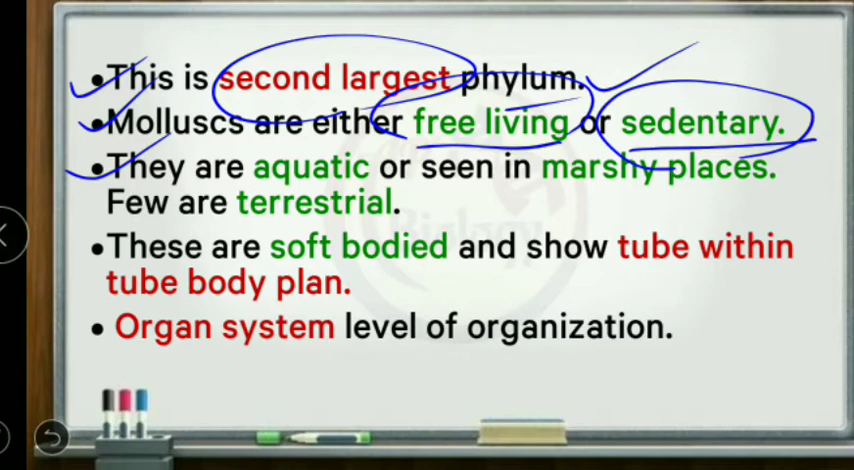 •This is second largest phylum.
•Molluscs are either free living or sedentary.
•They are aquatic or seen in marshy places.
Few are terrestrial.
•These are soft bodied and show tube within
tube body plan.
• Organ system level of organization.
Biology